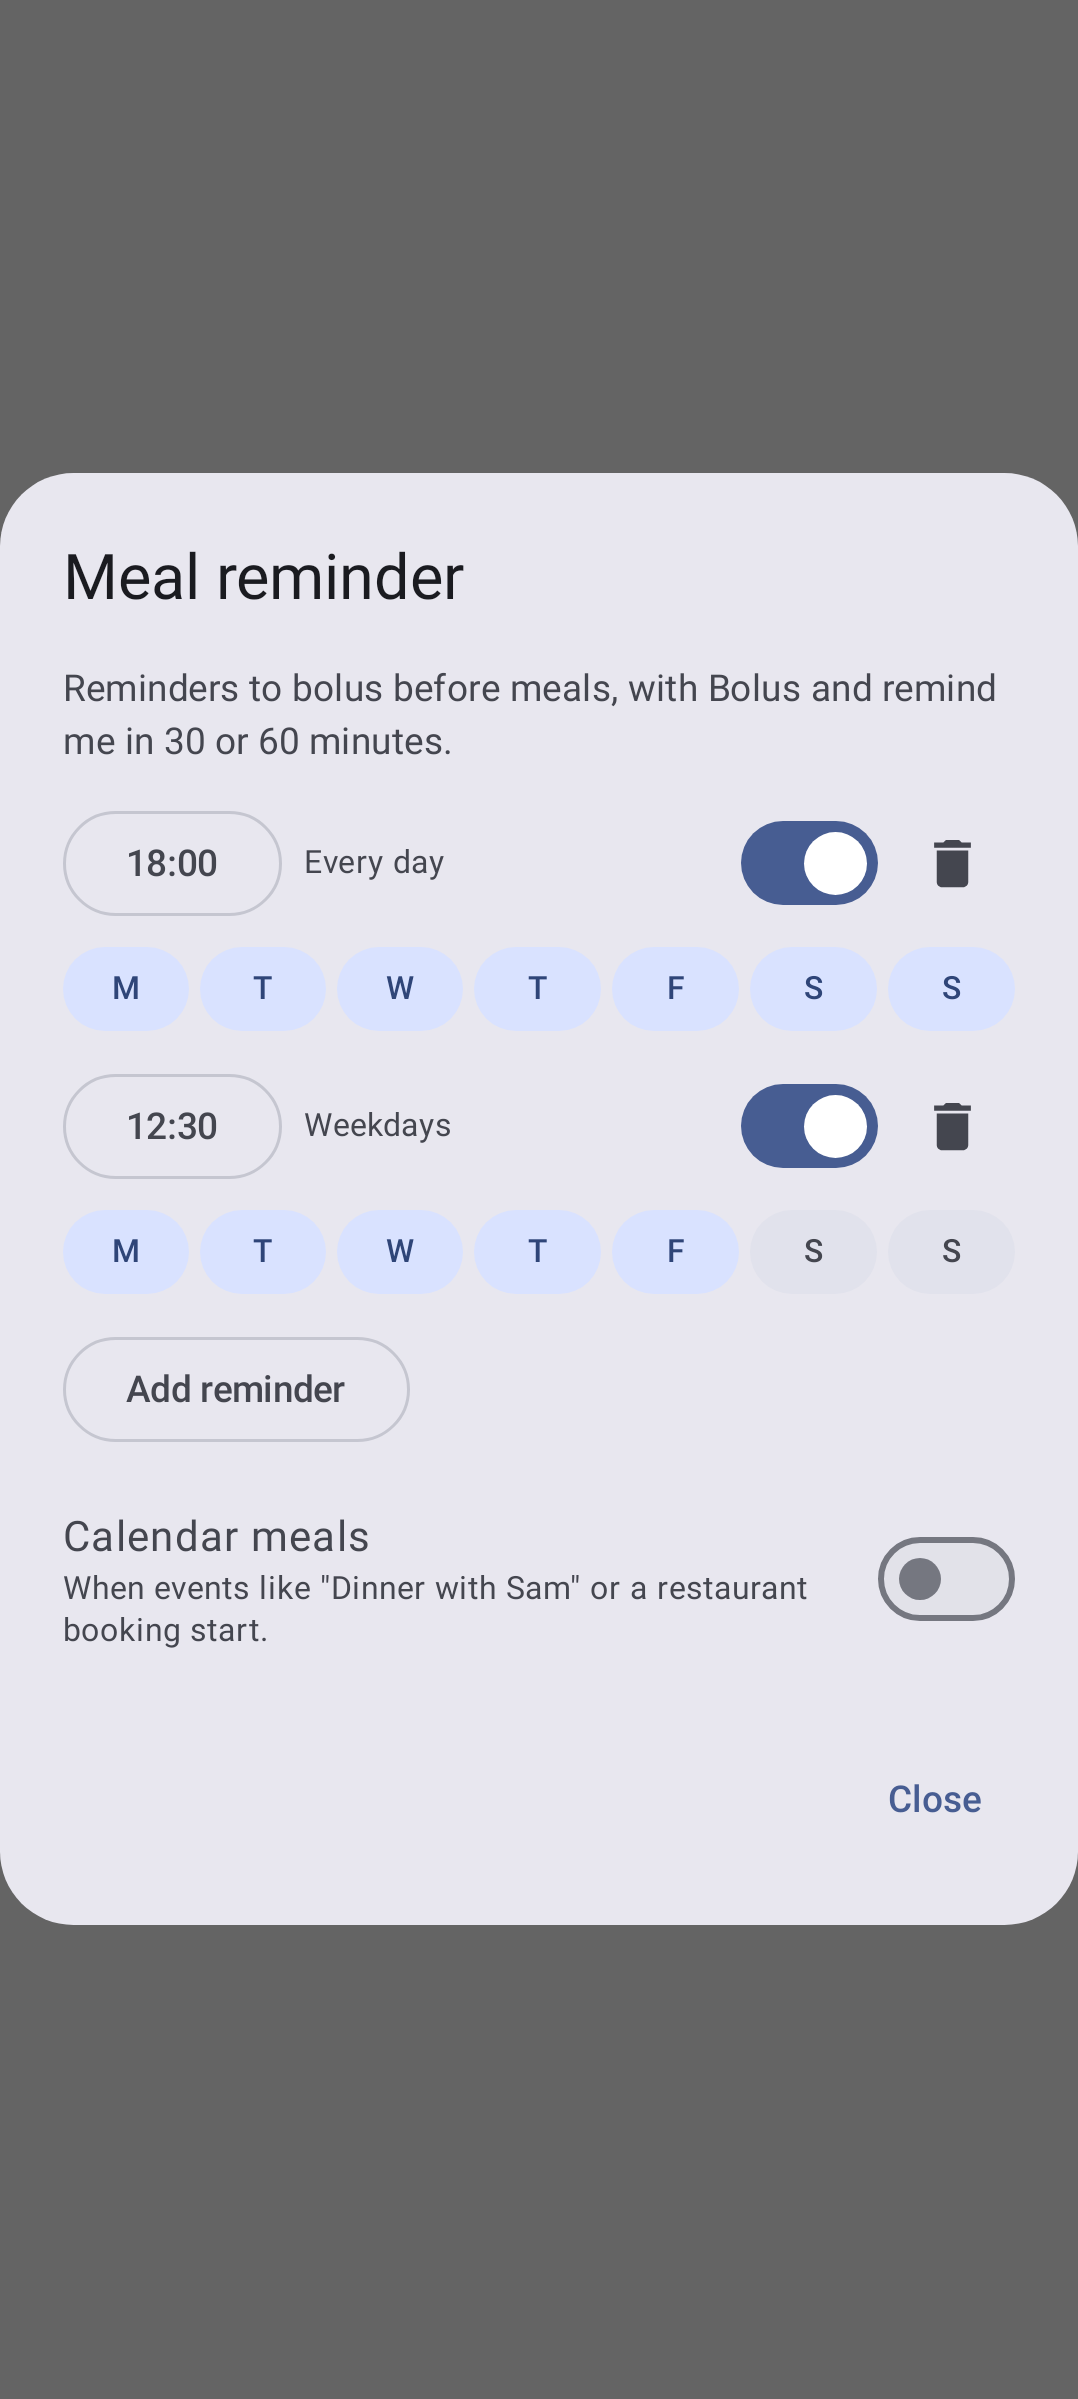 Meal reminder
Reminders to bolus before meals, with Bolus and remind
me in 30 or 60 minutes.
18:00 Every day
M T W T F S S
12:30 Weekdays
M T W T F S S
Add reminder
Calendar meals
When events like "Dinner with Sam" or a restaurant
booking start.
Close